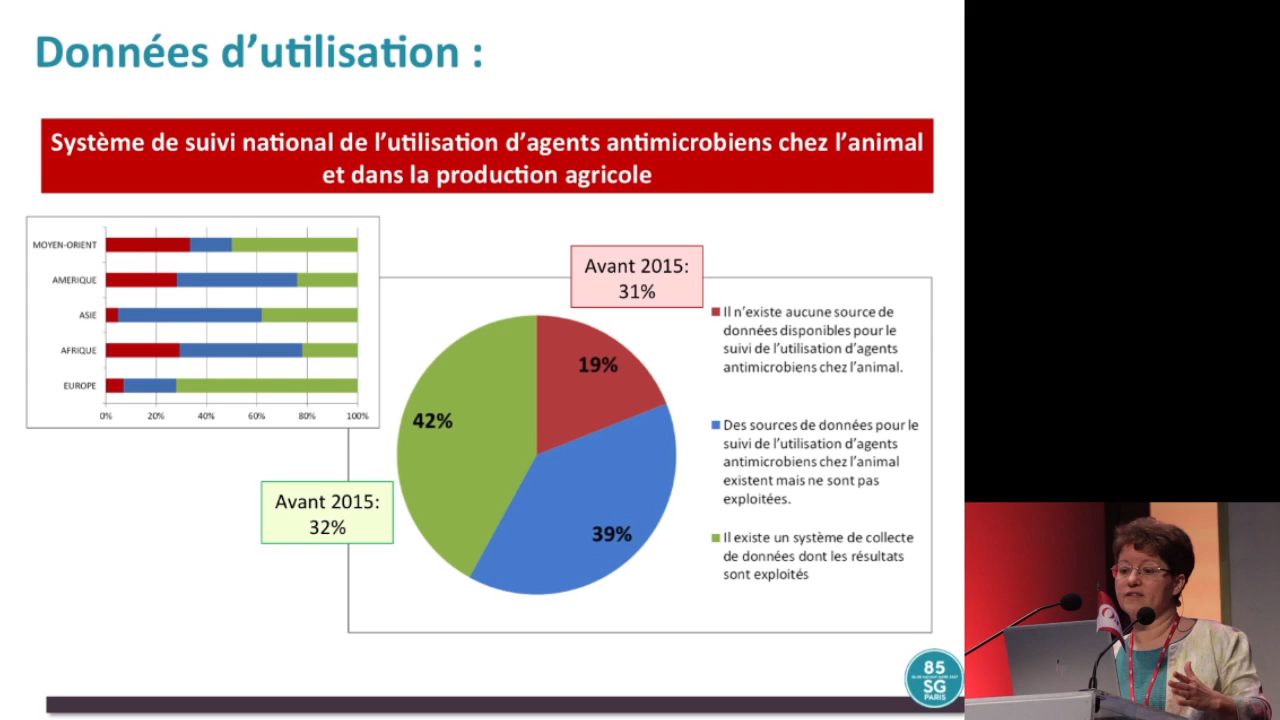 Données d’utilisation :
Système de suivi national de l’utilisation d’agents antimicrobiens chez l’animal
et dans la production agricole
MOYEN-ORIENT
AMERIQUE
ASIE
AFRIQUE
EUROPE
0% 20% 40% 60% 80% 100%
Avant 2015:
31%
19%
42%
39%
Avant 2015:
32%
Il n’existe aucune source de
données disponibles pour le
suivi de l’utilisation d’agents
antimicrobiens chez l’animal.
Des sources de données pour le
suivi de l’utilisation d’agents
antimicrobiens chez l’animal
existent mais ne sont pas
exploitées.
Il existe un système de collecte
de données dont les résultats
sont exploités
85
SG
PARIS